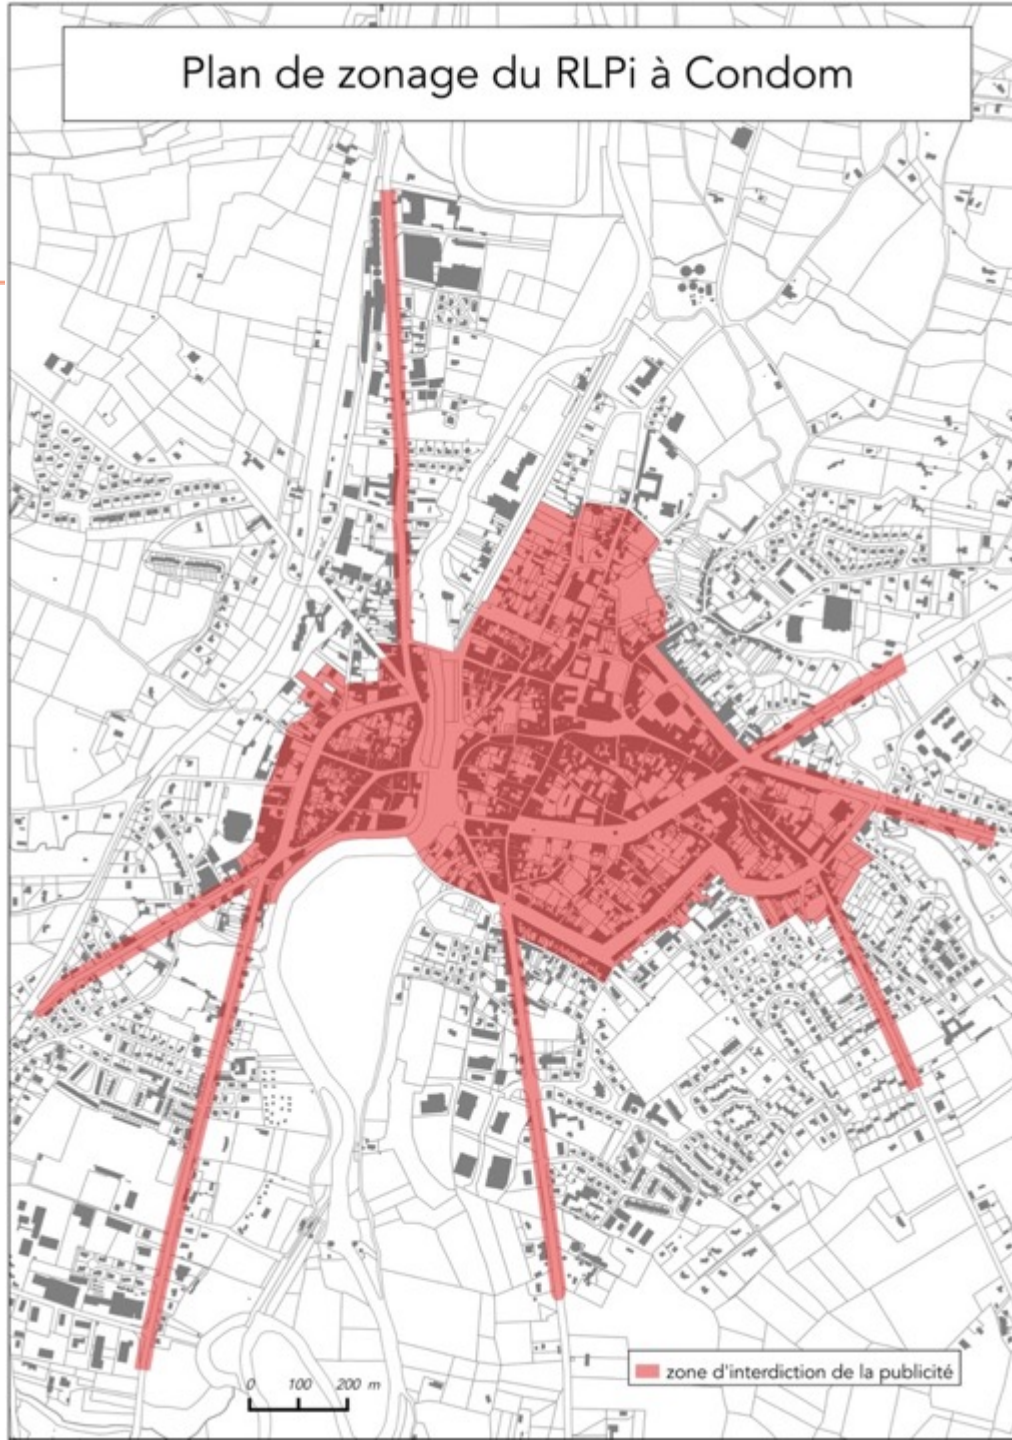 Plan de zonage du RLPi à Condom
0 100 200 m
zone d'interdiction de la publicité